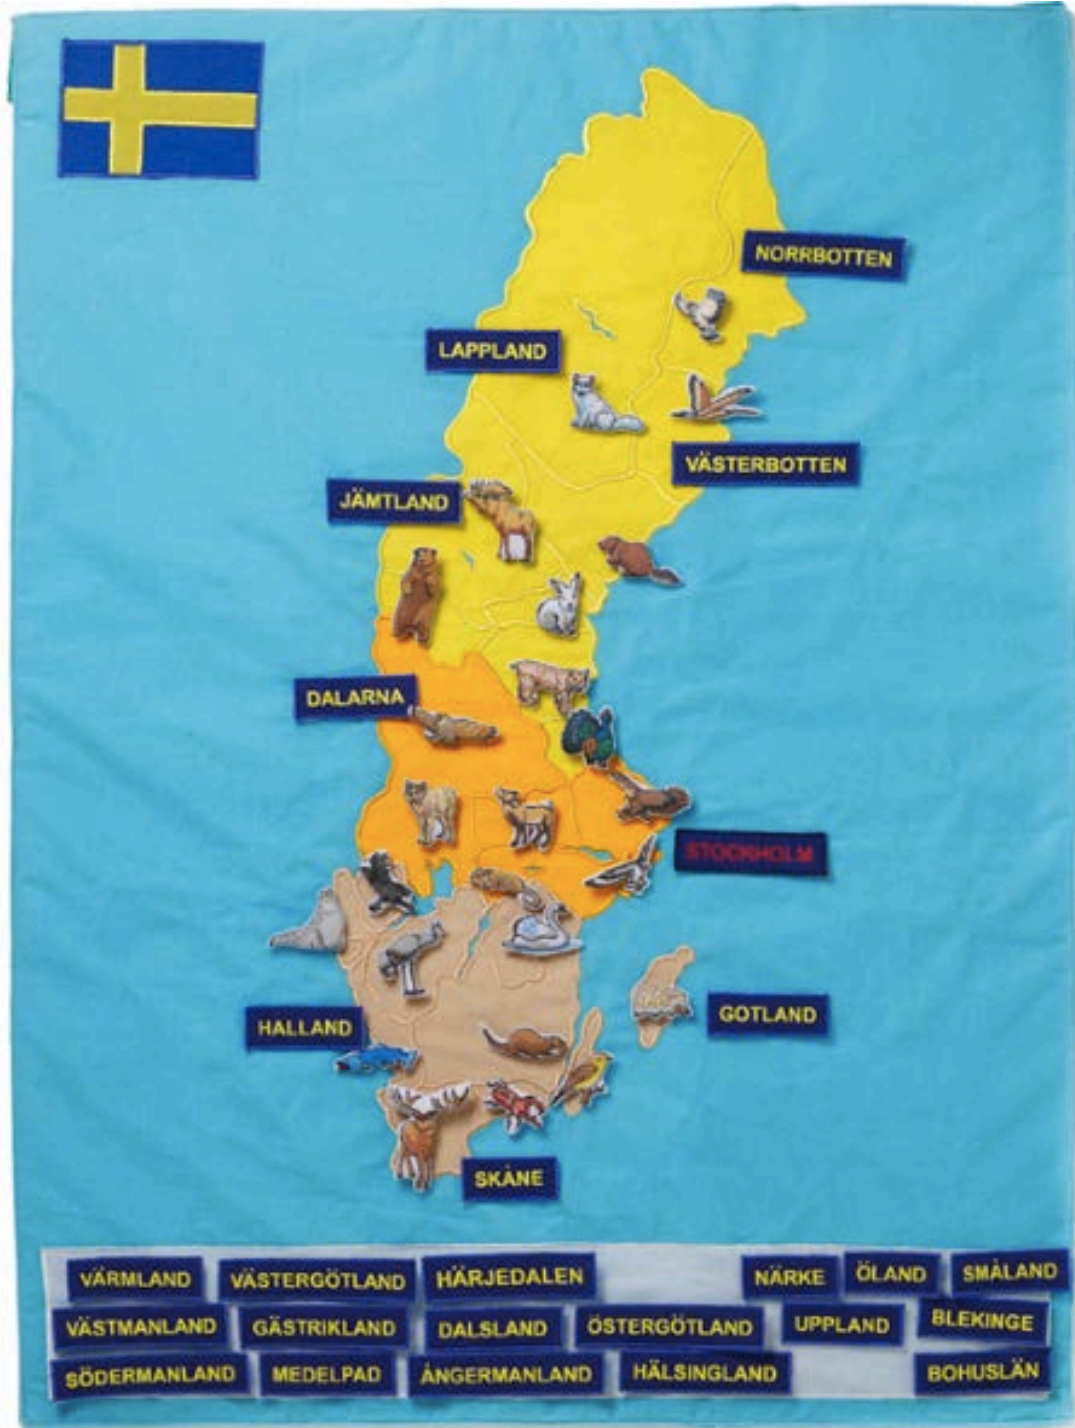 NORRBOTTEN
LAPPLAND
VÄSTERBOTTEN
JÄMTLAND
DALARNA
STOCKHOLM
GOTLAND
HALLAND
SKÅNE
VÄRMLAND VÄSTERGÖTLAND HÄRJEDALEN NÄRKE ÖLAND SMÅLAND
VÄSTMANLAND GÄSTRIKLAND DALSLAND ÖSTERGÖTLAND UPPLAND BLEKINGE
SÖDERMANLAND MEDELPAD ÅNGERMANLAND HÄLSINGLAND BOHUSLÄN